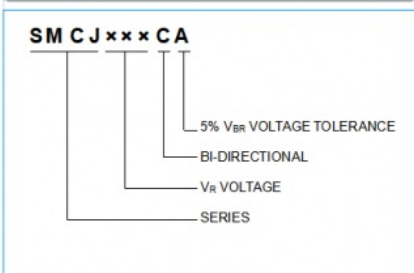 SMCJ×××CA
5% VBR VOLTAGE TOLERANCE
BI-DIRECTIONAL
VR VOLTAGE
SERIES